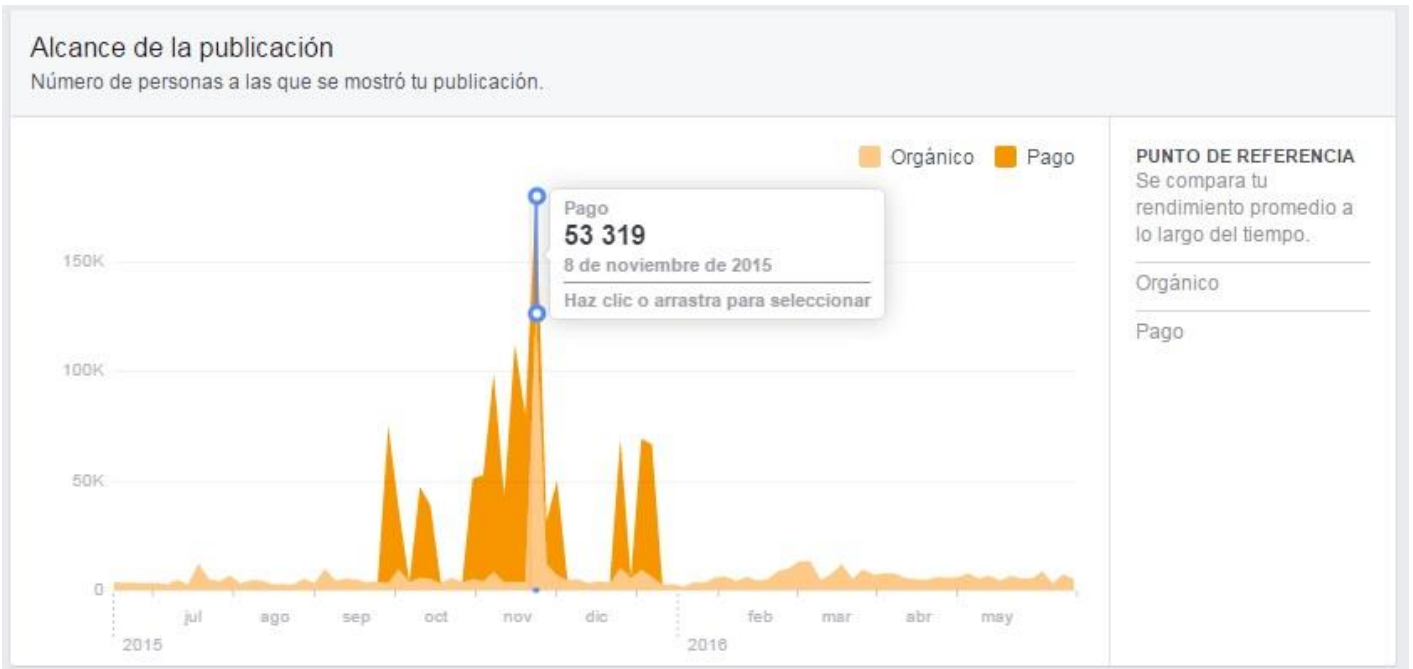 Alcance de la publicación
Número de personas a las que se mostró tu publicación.
Orgánico Pago
PUNTO DE REFERENCIA
Se compara tu
rendimiento promedio a
lo largo del tiempo.
Orgánico
Pago
Pago
53 319
8 de noviembre de 2015
Haz clic o arrastra para seleccionar
150K
100K
50K
0
jul ago sep oct nov dic feb mar abr may
2015 2016